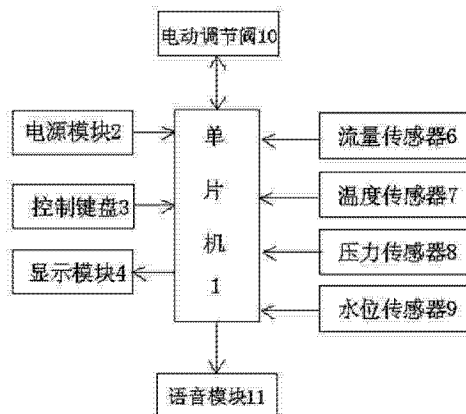 电动调节阀10
电源模块2
控制键盘3
显示模块4
单
片
机
1
流量传感器6
温度传感器7
压力传感器8
水位传感器9
语音模块11